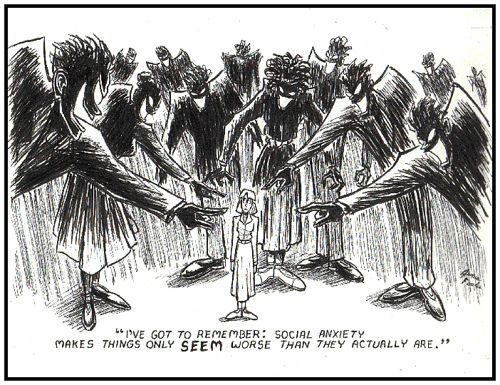 "I'VE GOT TO REMEMBER: SOCIAL ANXIETY
MAKES THINGS ONLY SEEM WORSE THAN THEY ACTUALLY ARE."